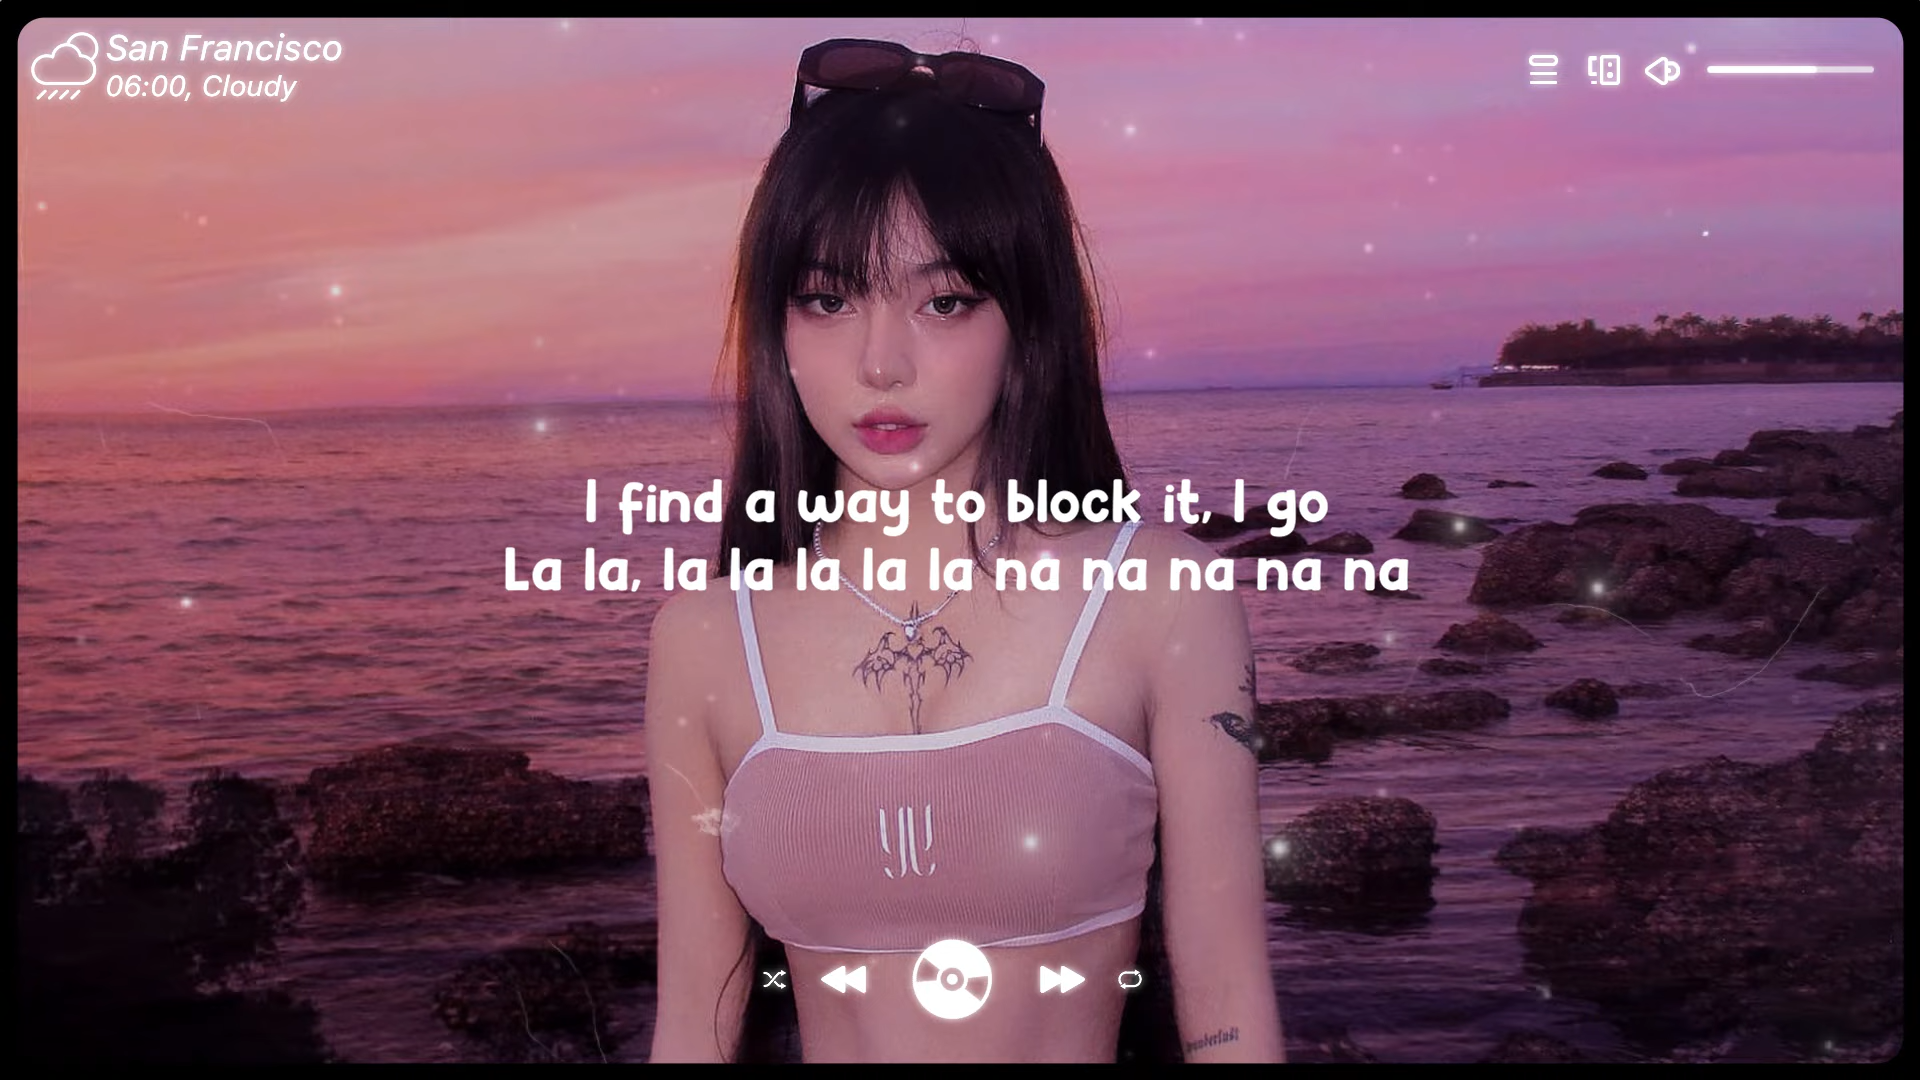 San Francisco
06:00, Cloudy
I find a way to block it, I go
La la, la la la la la na na na na na
wanderlust